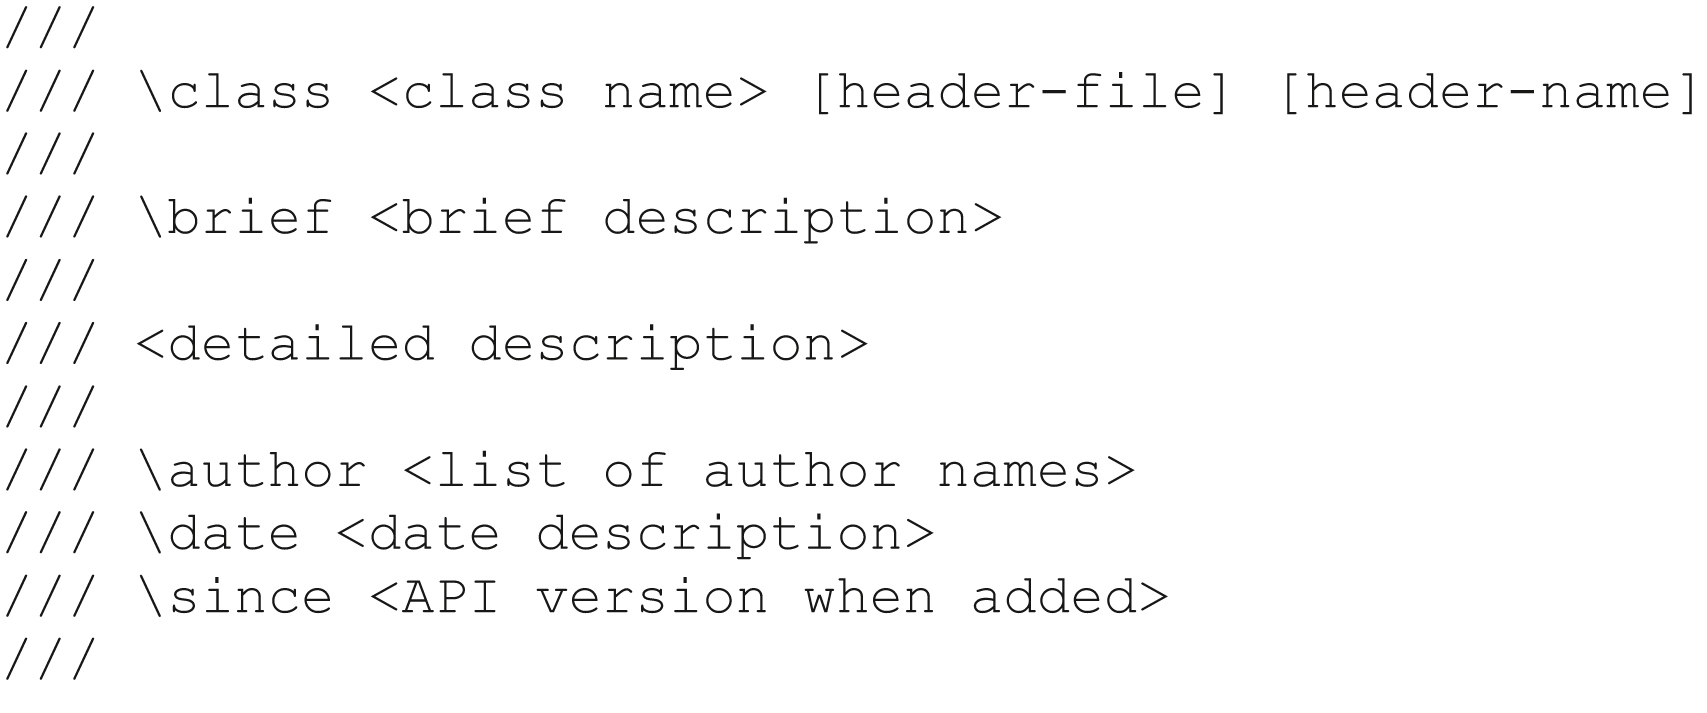 ///
/// \class <class name> [header-file] [header-name]
///
/// \brief <brief description>
///
/// <detailed description>
///
/// \author <list of author names>
/// \date <date description>
/// \since <API version when added>
///